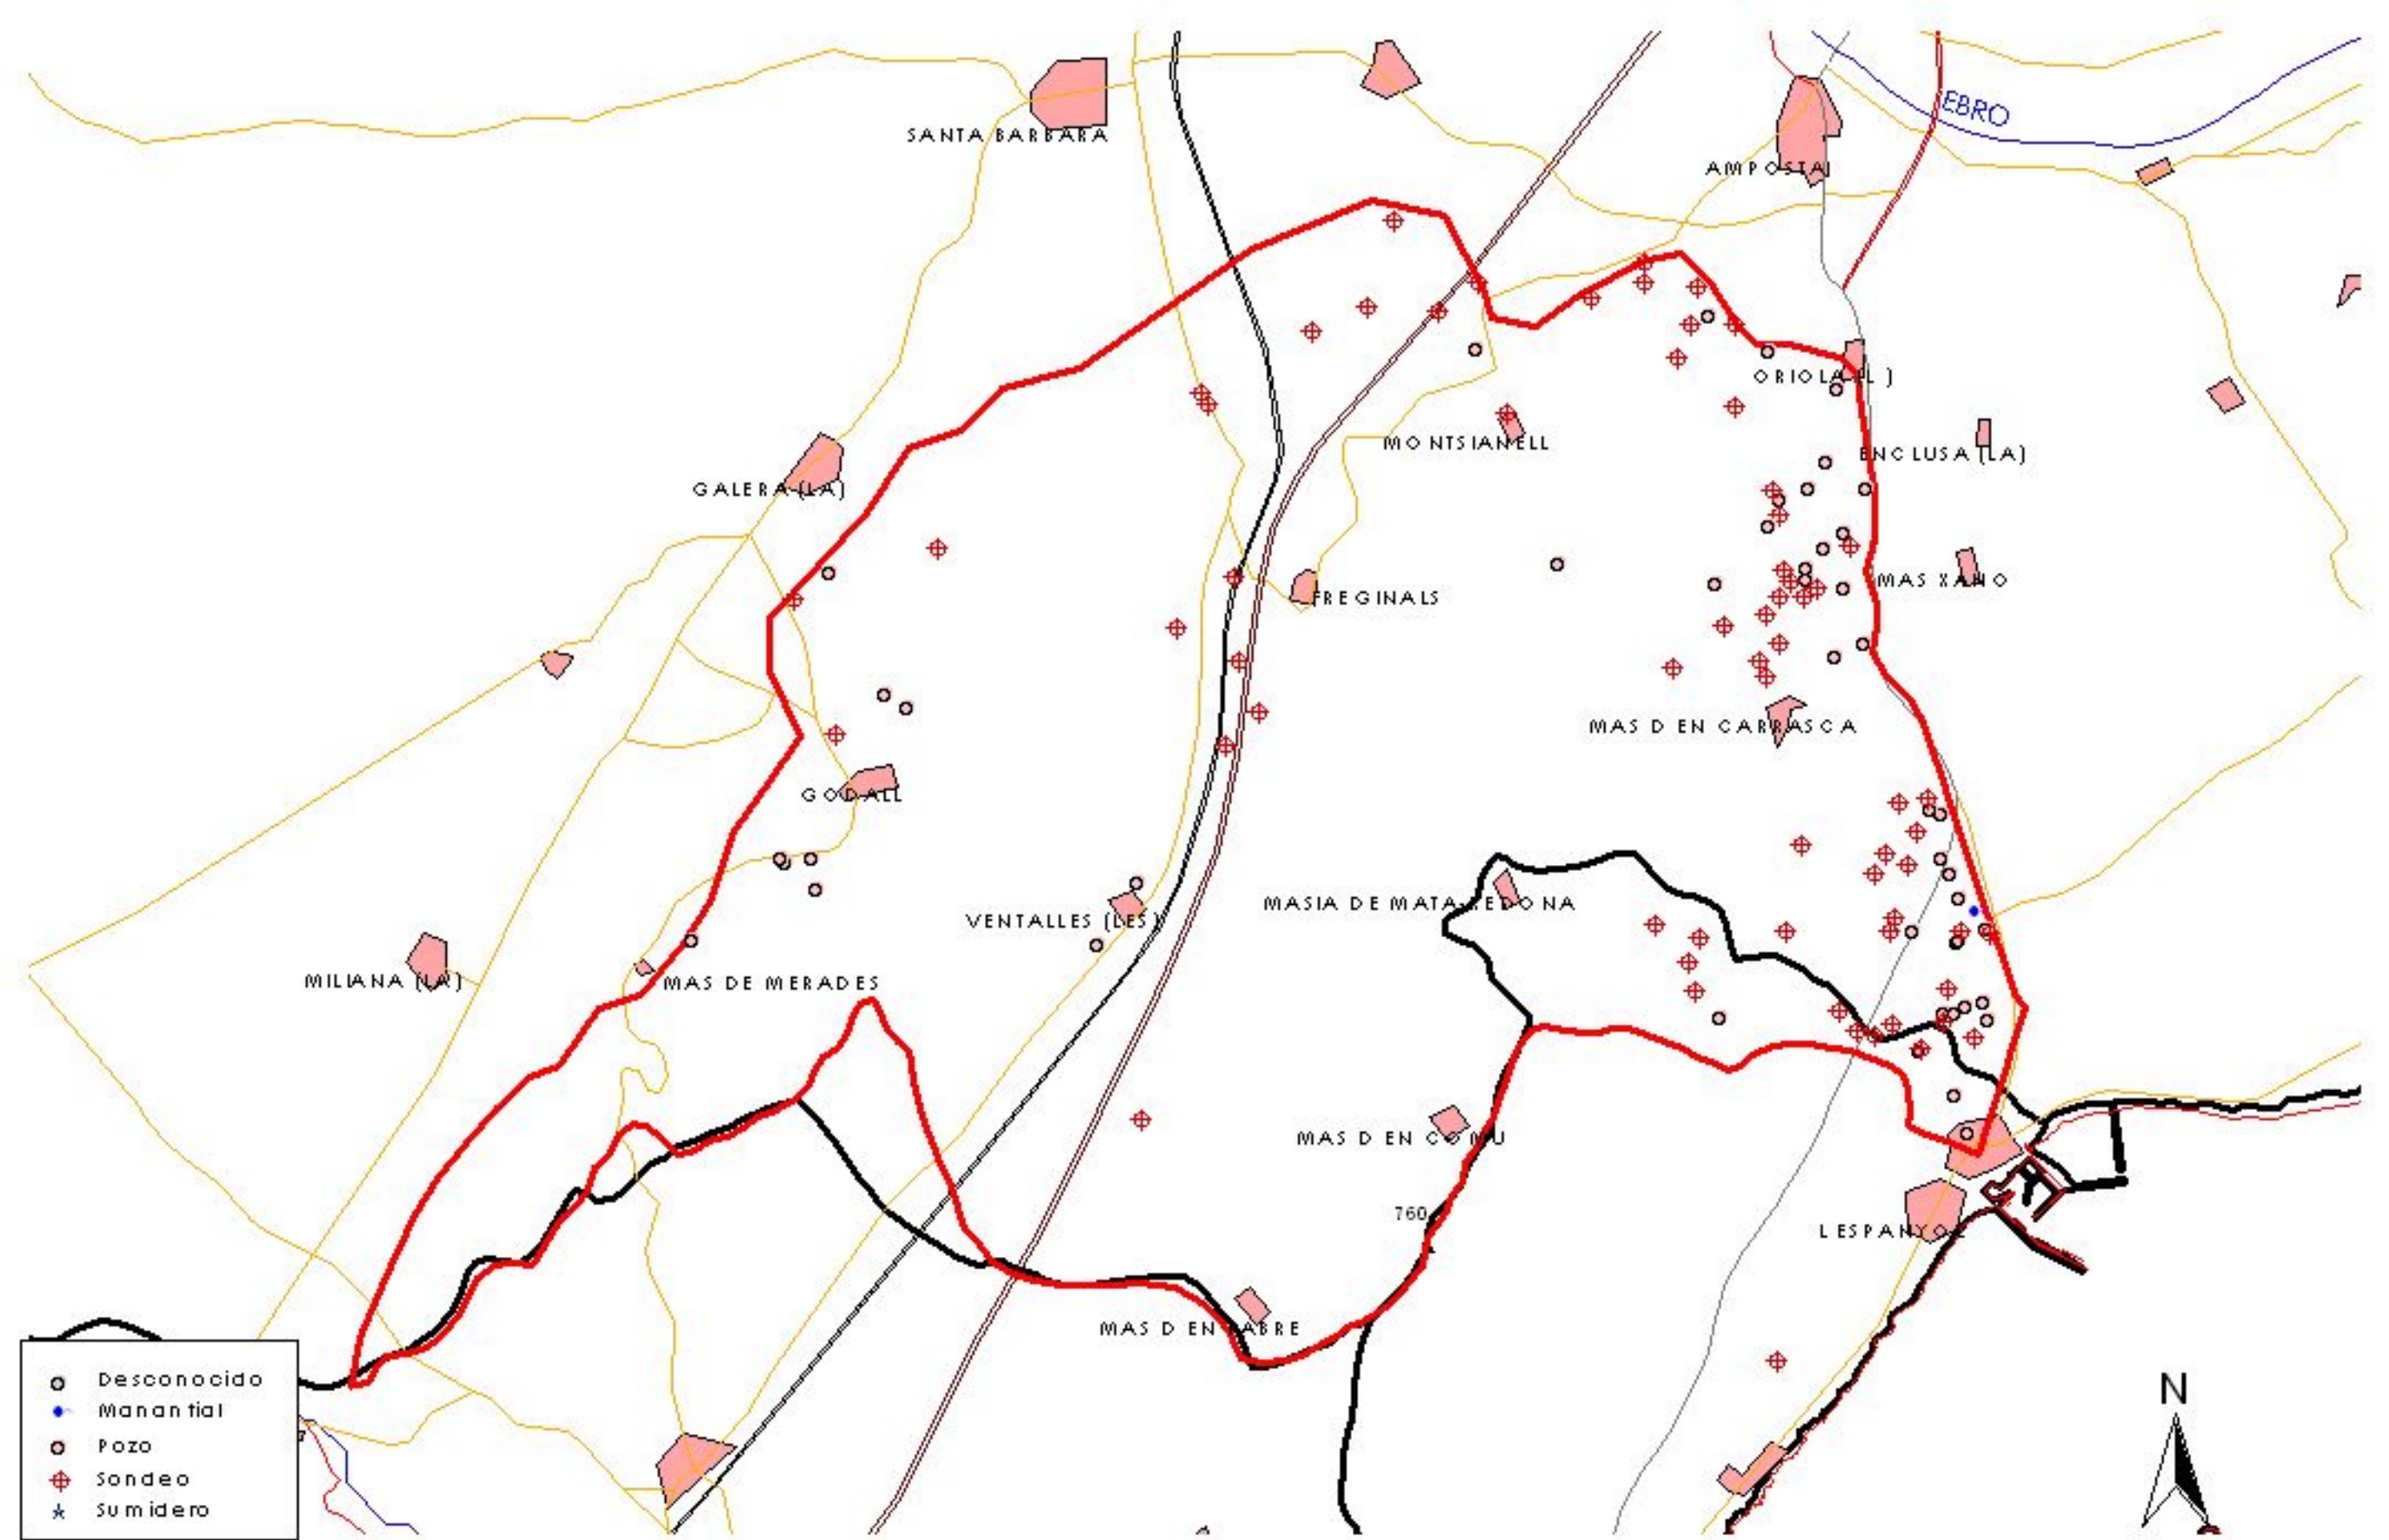 EBRO
SANTA BARBARA
AMPOSTA
ORIOLA (L )
MONTSIANELL
ENCLUSA (LA)
GALERA (LA)
MAS XANO
FREGINALS
MAS D EN CARRASCA
GODALL
MASIA DE MATA-REDONA
VENTALLES (LES)
MILIANA (LA)
MAS DE MERADES
MAS D EN COMU
760
LESPANYOL
MAS D EN FABRE
Desconocido
Manantial
Pozo
Sondeo
Sumidero
N